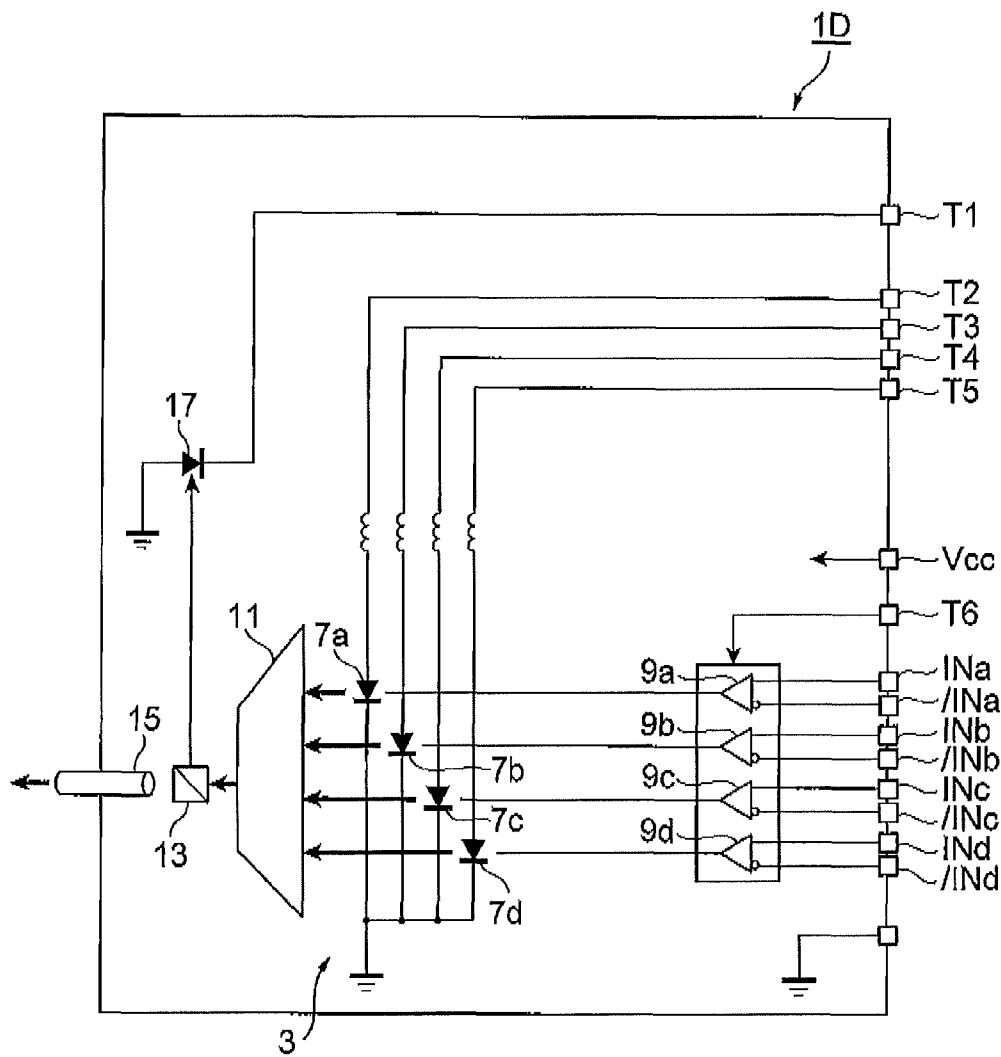 1D
T1
T2
T3
T4
T5
17
Vcc
T6
11
7a
9a
INa
/INa
15
9b
INb
/INb
7b
9c
INc
/INc
13
7c
9d
INd
/INd
7d
3